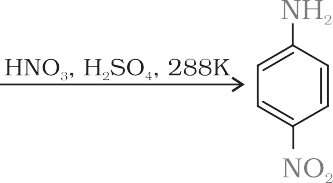 NH₂
HNO₃, H₂SO₄, 288K
NO₂